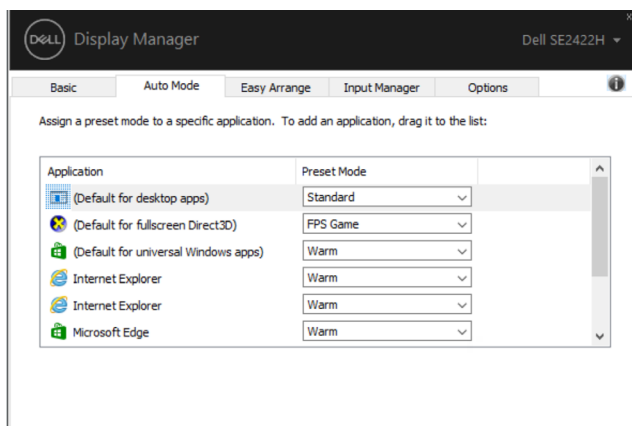 DELL Display Manager Dell SE2422H
Basic Auto Mode Easy Arrange Input Manager Options
Assign a preset mode to a specific application. To add an application, drag it to the list:
Application Preset Mode
(Default for desktop apps) Standard
(Default for fullscreen Direct3D) FPS Game
(Default for universal Windows apps) Warm
Internet Explorer Warm
Internet Explorer Warm
Microsoft Edge Warm